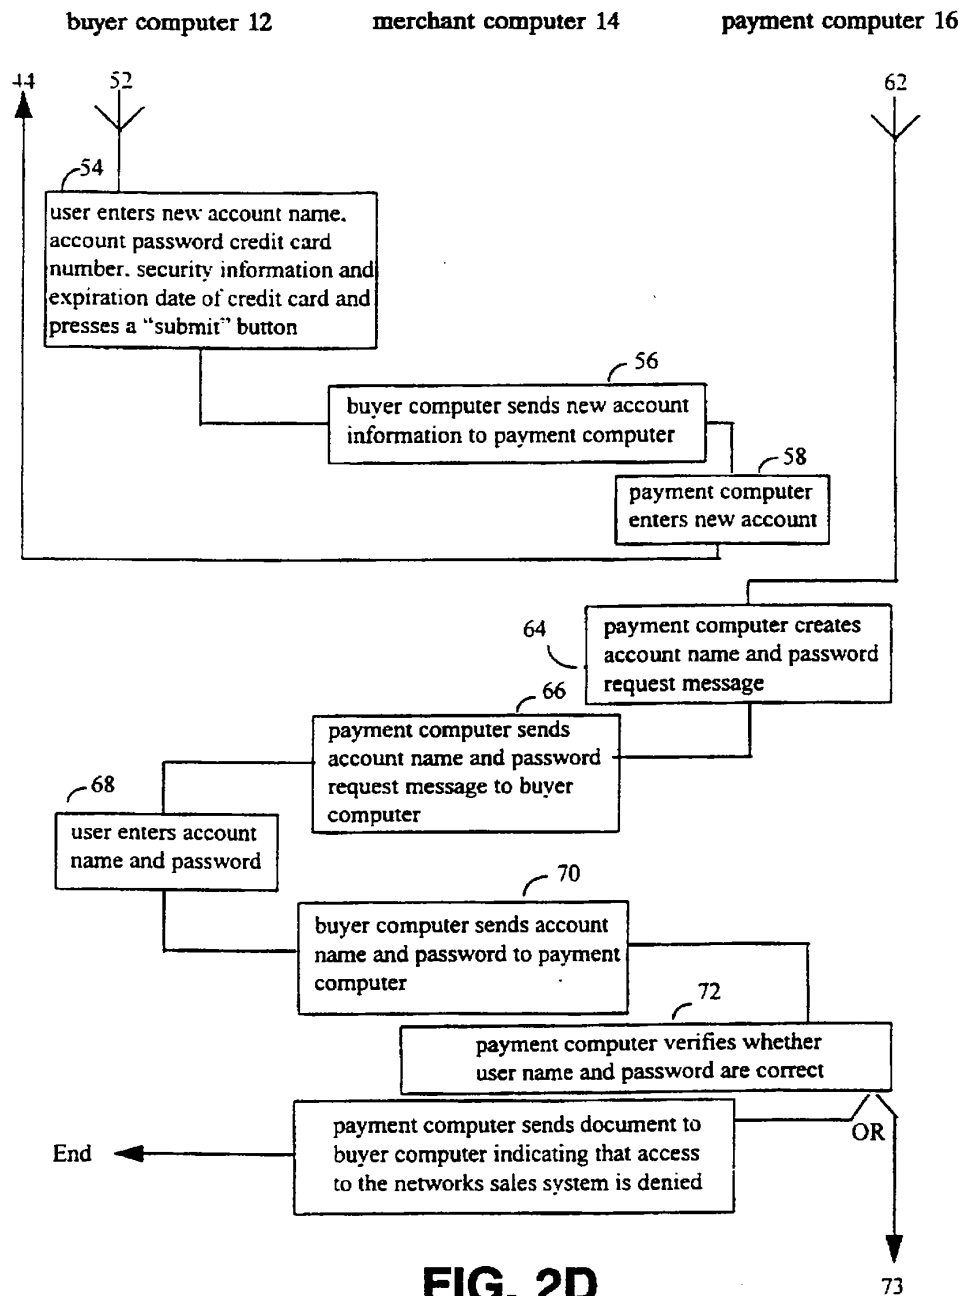 buyer computer 12 merchant computer 14 payment computer 16
44 52 62
54
user enters new account name,
account password credit card
number, security information and
expiration date of credit card and
presses a “submit” button
56
buyer computer sends new account
information to payment computer
58
payment computer
enters new account
64
payment computer creates
account name and password
request message
66
payment computer sends
account name and password
request message to buyer
computer
68
user enters account
name and password
70
buyer computer sends account
name and password to payment
computer
72
payment computer verifies whether
user name and password are correct
OR
payment computer sends document to
buyer computer indicating that access
to the networks sales system is denied
End
73
FIG. 2D